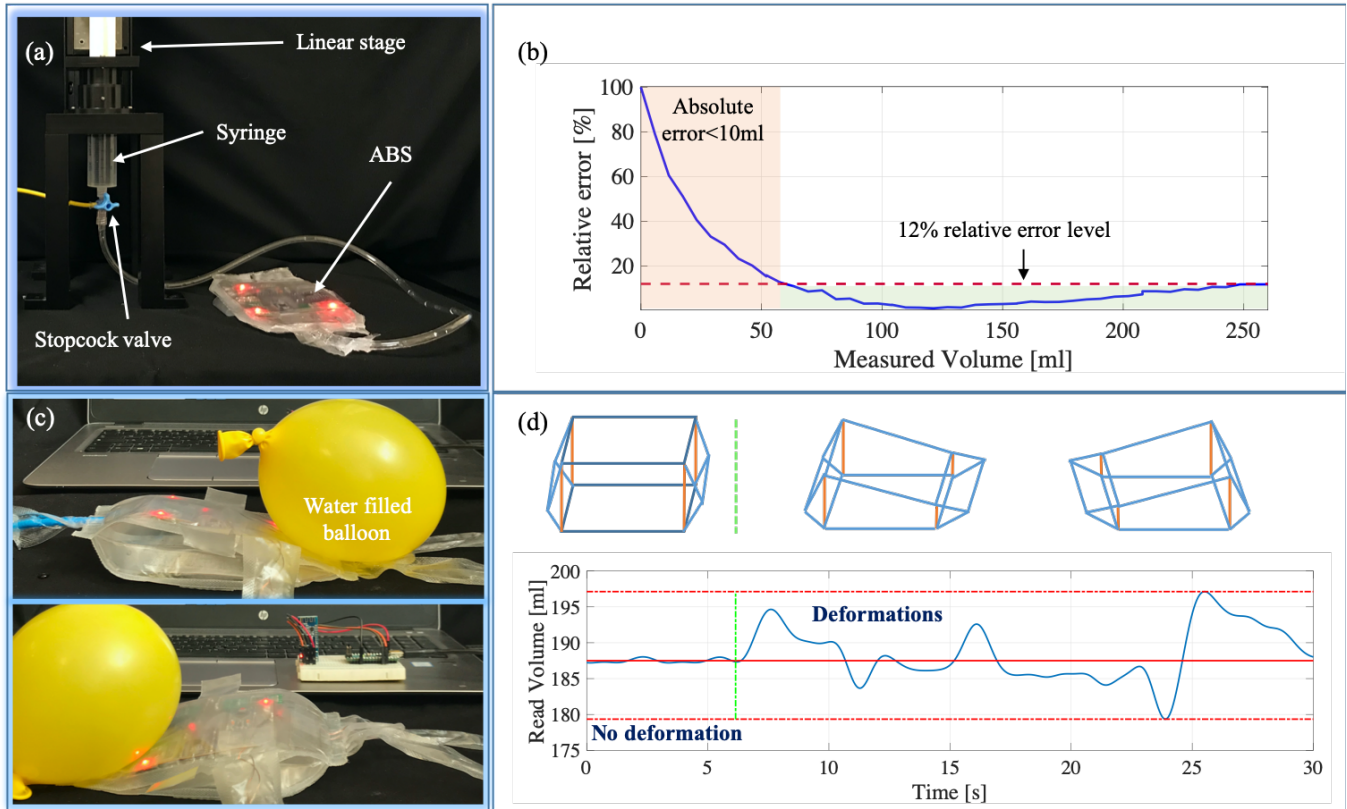 (a)
Linear stage
Syringe
ABS
Stopcock valve
(b)
Relative error [%]
100
80
60
40
20
Absolute
error<10ml
12% relative error level
0
50
100
150
200
250
Measured Volume [ml]
(c)
Water filled
balloon
(d)
Read Volume [ml]
200
195
190
185
180
175
Deformations
No deformation
0
5
10
15
20
25
30
Time [s]